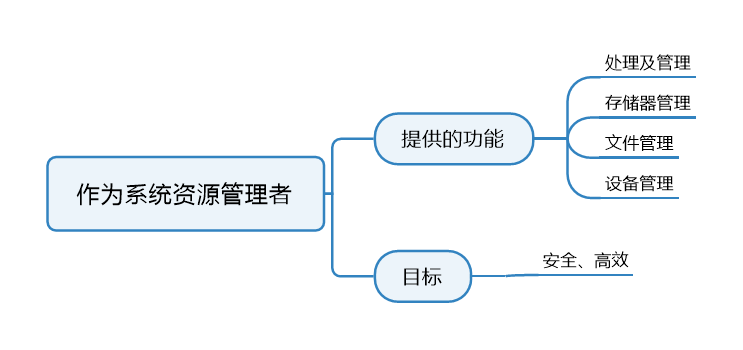 处理及管理
存储器管理
提供的功能
文件管理
设备管理
作为系统资源管理者
安全、高效
目标